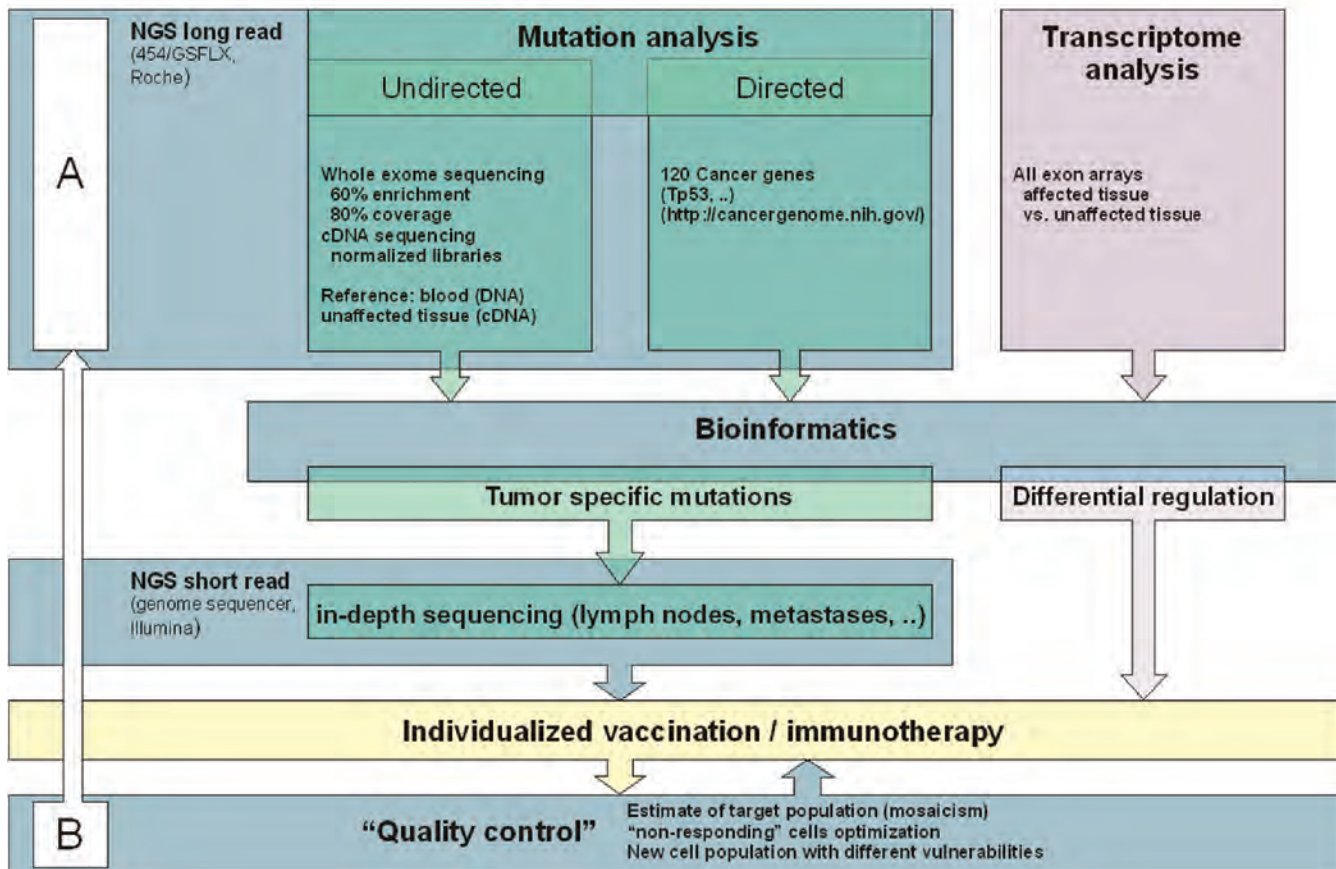 A
NGS long read
(454/GSFLX,
Roche)
Mutation analysis
Undirected
Directed
Whole exome sequencing
60% enrichment
80% coverage
cDNA sequencing
normalized libraries
Reference: blood (DNA)
unaffected tissue (cDNA)
120 Cancer genes
(Tp53, ..)
(http://cancergenome.nih.gov/)
Transcriptome
analysis
All exon arrays
affected tissue
vs. unaffected tissue
Bioinformatics
Tumor specific mutations
Differential regulation
NGS short read
(genome sequencer,
Illumina)
in-depth sequencing (lymph nodes, metastases, ..)
Individualized vaccination / immunotherapy
B
“Quality control”
Estimate of target population (mosaicism)
“non-responding” cells optimization
New cell population with different vulnerabilities